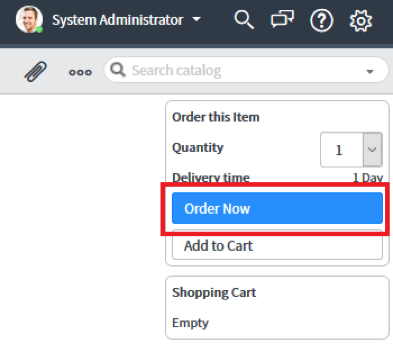 System Administrator
Search catalog
Order this Item
Quantity 1
Delivery time 1 Day
Order Now
Add to Cart
Shopping Cart
Empty